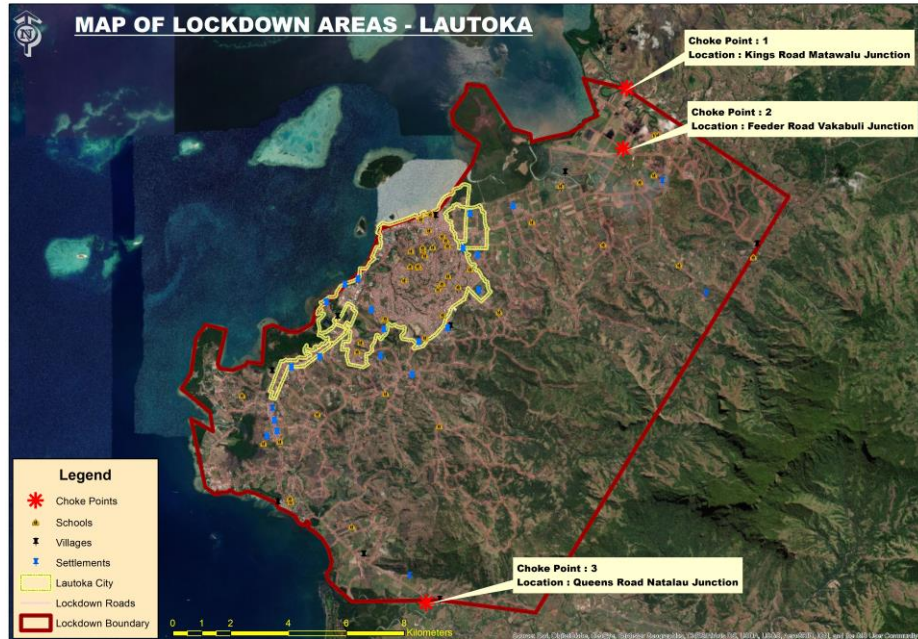 MAP OF LOCKDOWN AREAS - LAUTOKA
N
Choke Point : 1
Location : Kings Road Matawalu Junction
Choke Point : 2
Location : Feeder Road Vakabuli Junction
Choke Point : 3
Location : Queens Road Natalau Junction
Legend
Choke Points
Schools
Villages
Settlements
Lautoka City
Lockdown Roads
Lockdown Boundary
0 1 2 4 6 8
Kilometers